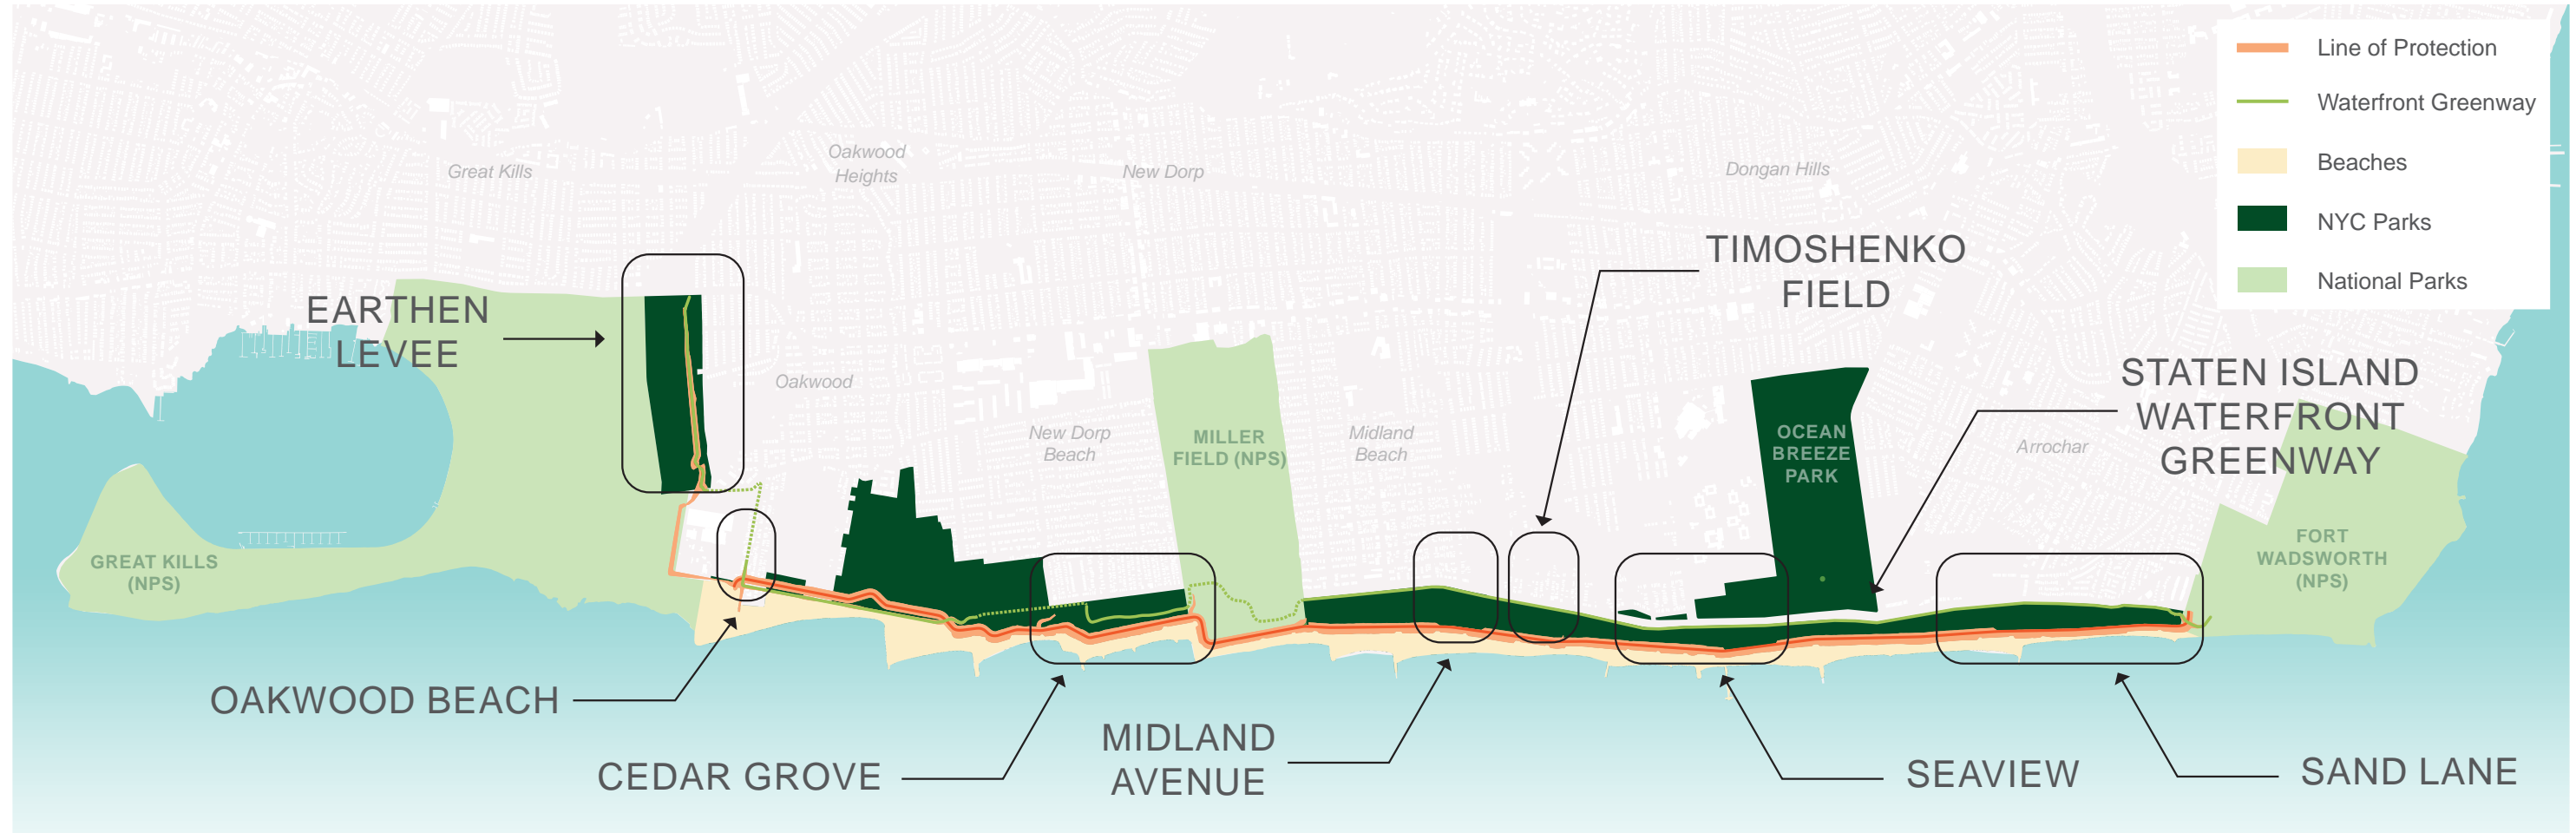 Line of Protection
Waterfront Greenway
Beaches
NYC Parks
National Parks
Great Kills
Oakwood
Heights
New Dorp
Dongan Hills
TIMOSHENKO
FIELD
EARTHEN
LEVEE
Oakwood
New Dorp
Beach
MILLER
FIELD (NPS)
Midland
Beach
OCEAN
BREEZE
PARK
STATEN ISLAND
WATERFRONT
GREENWAY
Arrochar
GREAT KILLS
(NPS)
FORT
WADSWORTH
(NPS)
OAKWOOD BEACH
CEDAR GROVE
MIDLAND
AVENUE
SEAVIEW
SAND LANE